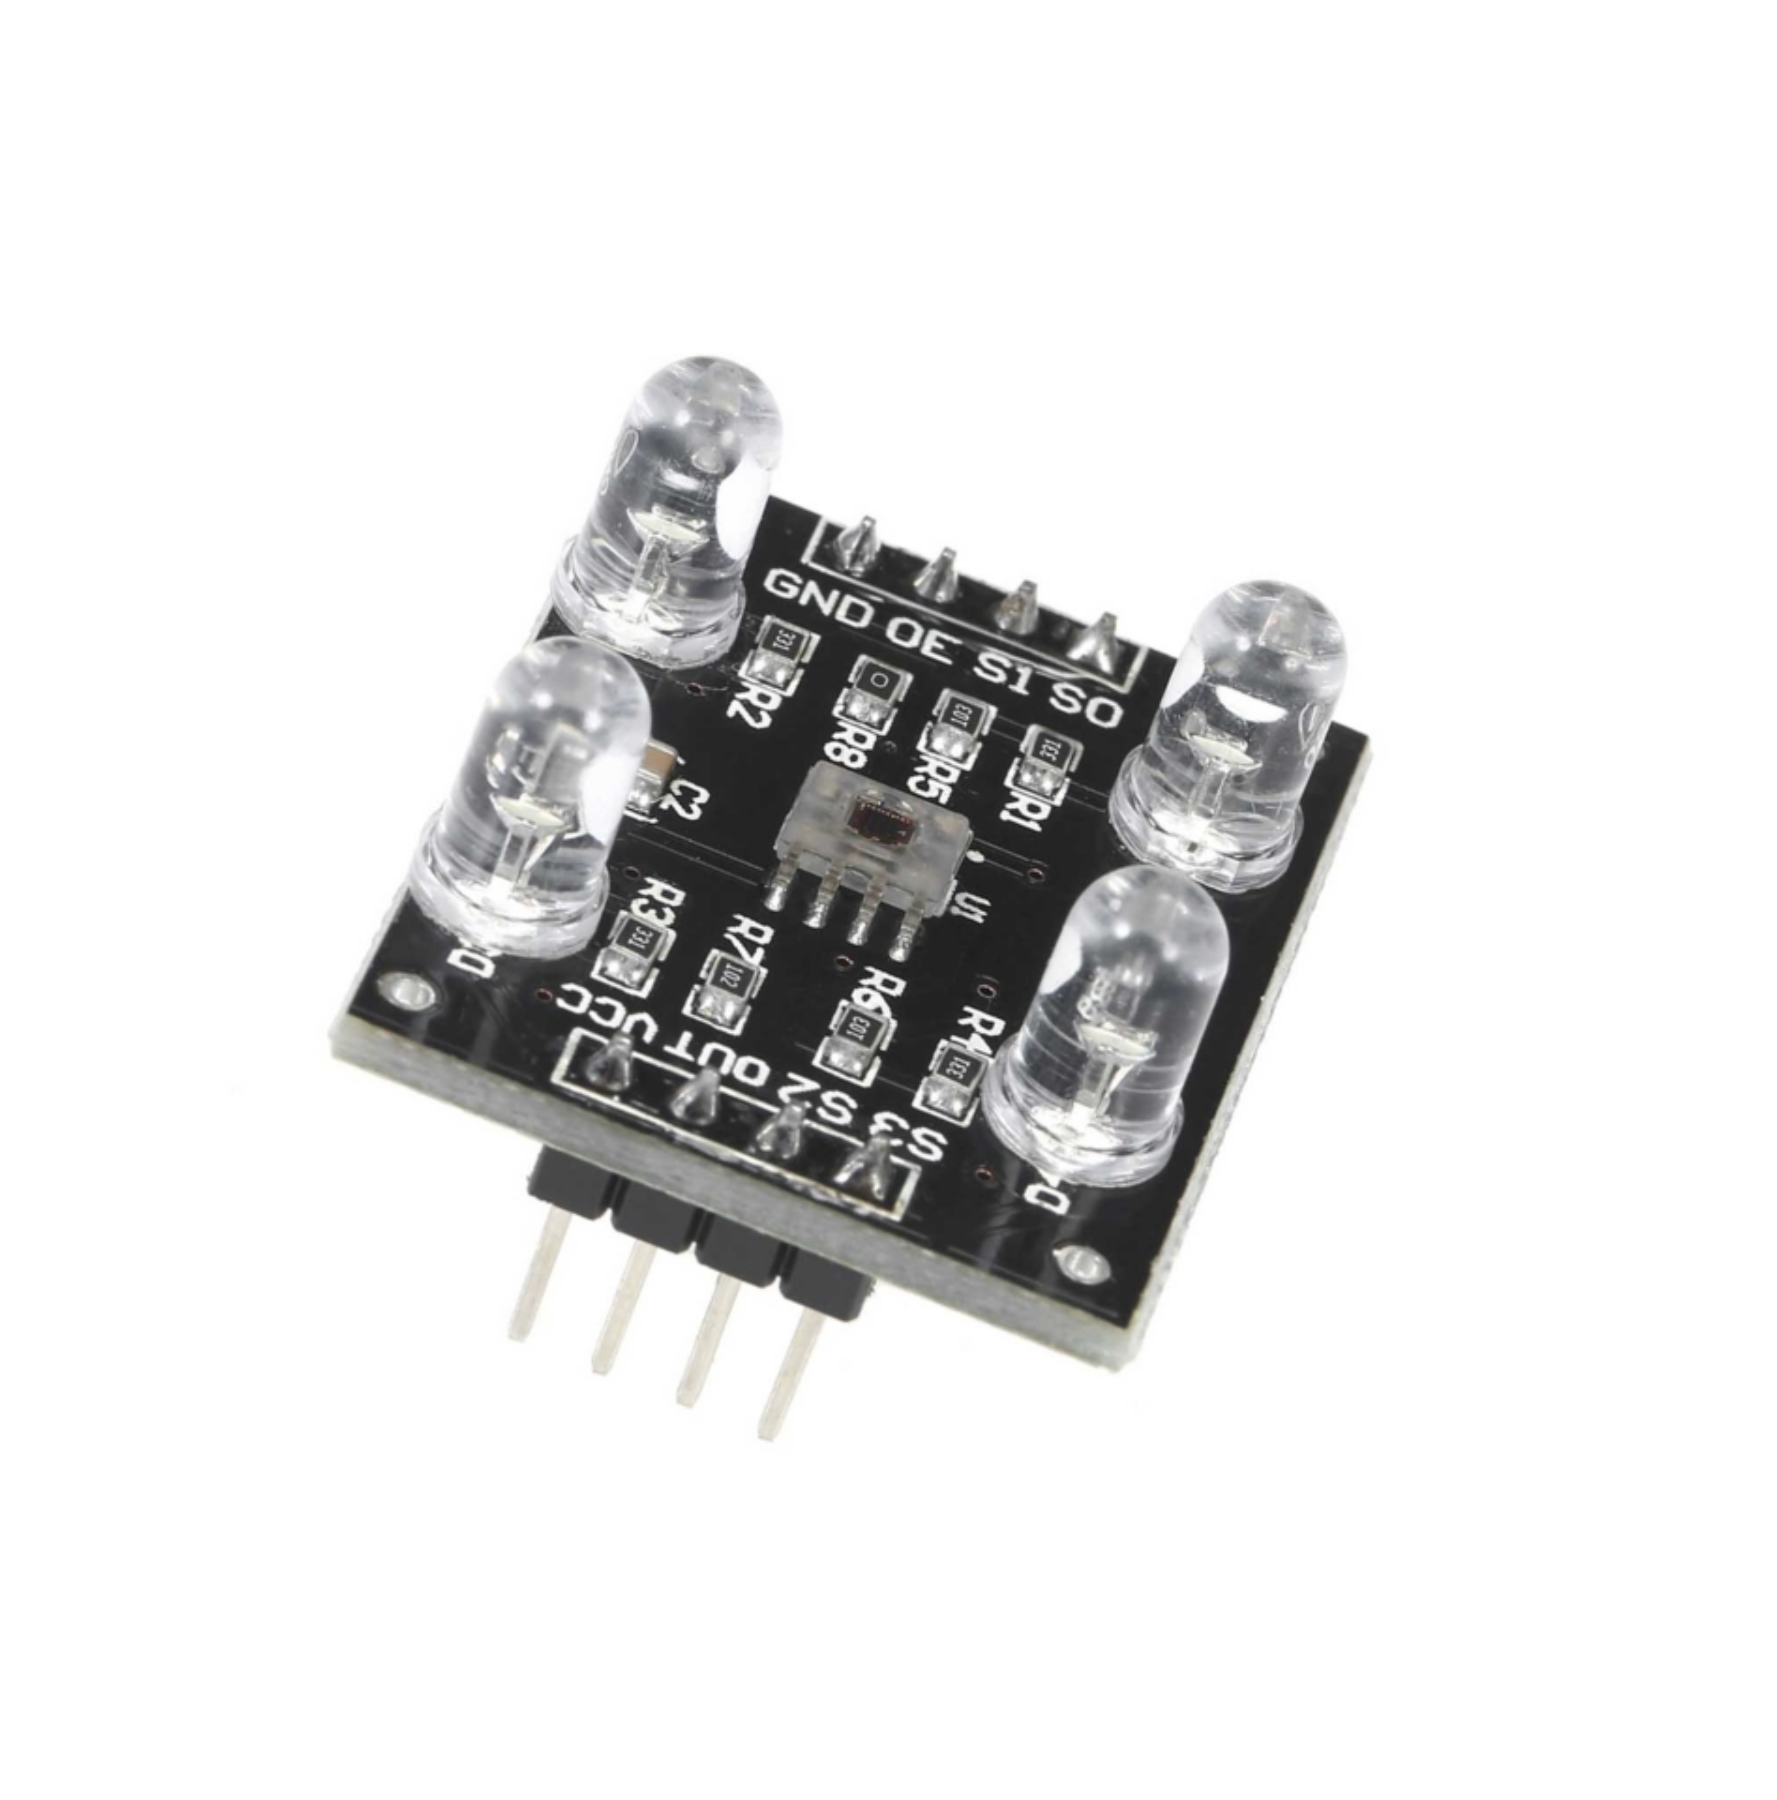 GND OE S1 S0
331 0 103 331
R2 R8 R5 R1
C2
U1
R3 R7 R6 R4
331 102 103 331
VCC OUT S2 S3
D
D